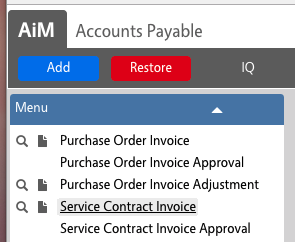 AiM Accounts Payable
Add Restore IQ
Menu
Purchase Order Invoice
Purchase Order Invoice Approval
Purchase Order Invoice Adjustment
Service Contract Invoice
Service Contract Invoice Approval